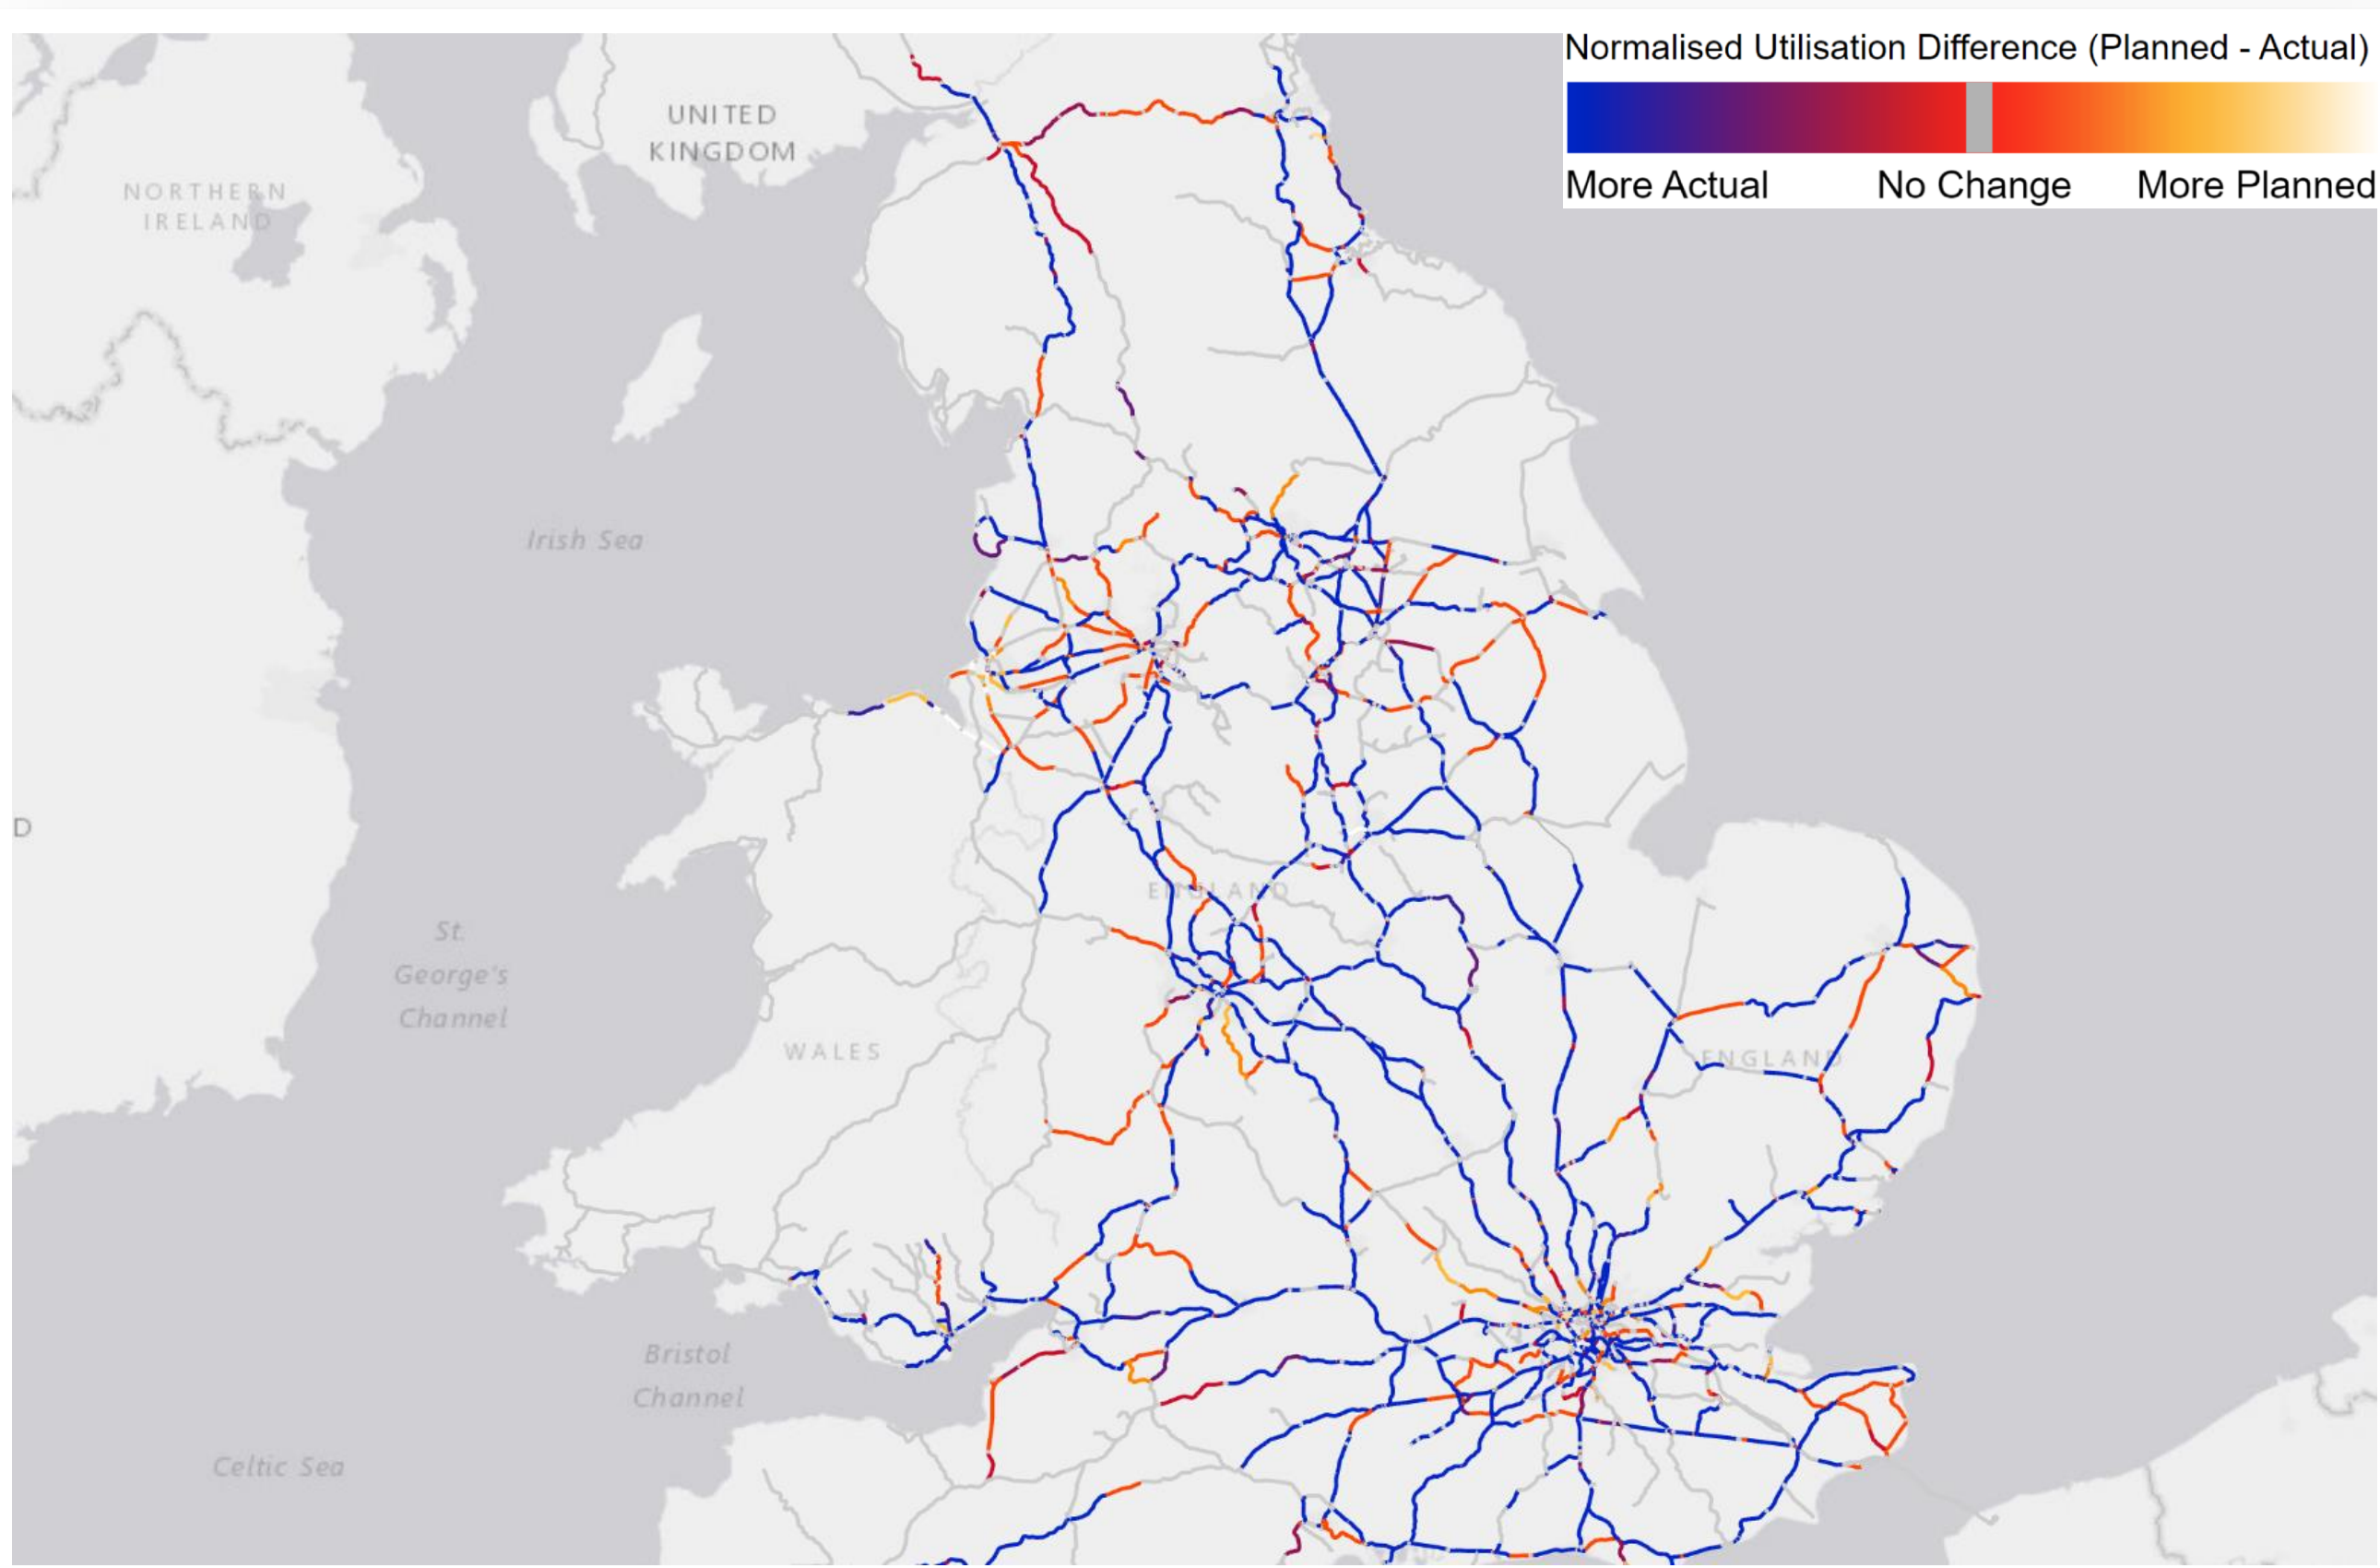 Normalised Utilisation Difference (Planned - Actual)
More Actual No Change More Planned
UNITED
KINGDOM
NORTHERN
IRELAND
Irish Sea
D
ENGLAND
St.
George's
Channel
WALES
ENGLAND
Bristol
Channel
Celtic Sea